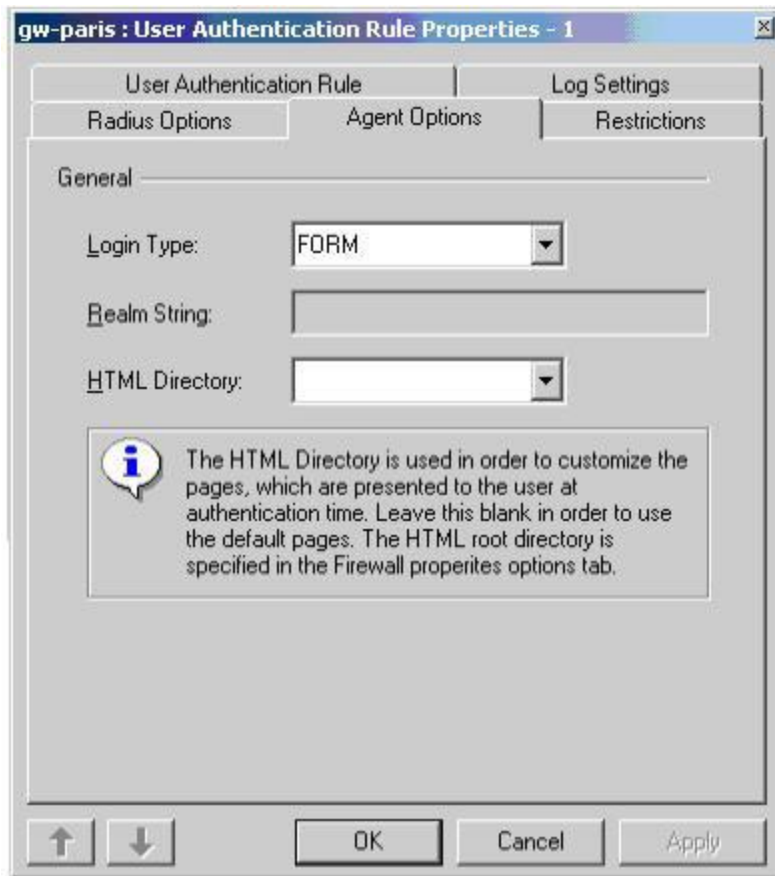 gw-paris : User Authentication Rule Properties - 1
User Authentication Rule Log Settings
Radius Options Agent Options Restrictions
General
Login Type: FORM
Realm String:
HTML Directory:
The HTML Directory is used in order to customize the
pages, which are presented to the user at
authentication time. Leave this blank in order to use
the default pages. The HTML root directory is
specified in the Firewall properites options tab.
OK Cancel Apply